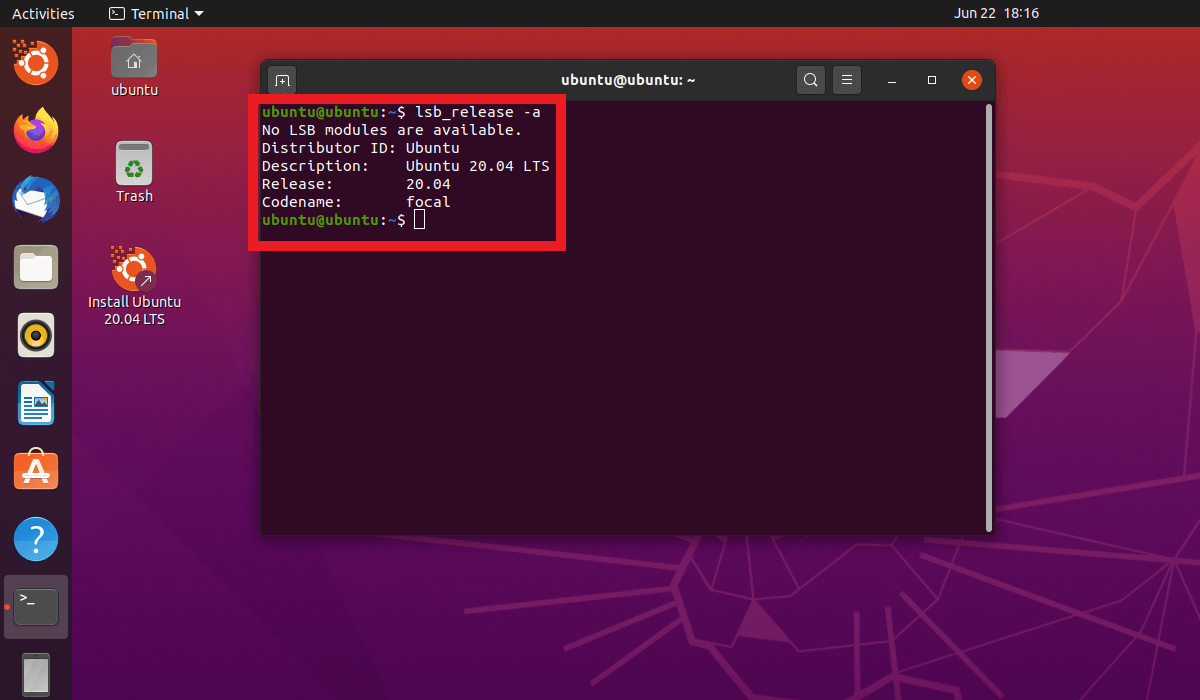 Activities
Terminal
Jun 22 18:16
ubuntu
Trash
Install Ubuntu
20.04 LTS
ubuntu@ubuntu: ~
ubuntu@ubuntu:~$ lsb_release -a
No LSB modules are available.
Distributor ID: Ubuntu
Description:    Ubuntu 20.04 LTS
Release:        20.04
Codename:       focal
ubuntu@ubuntu:~$